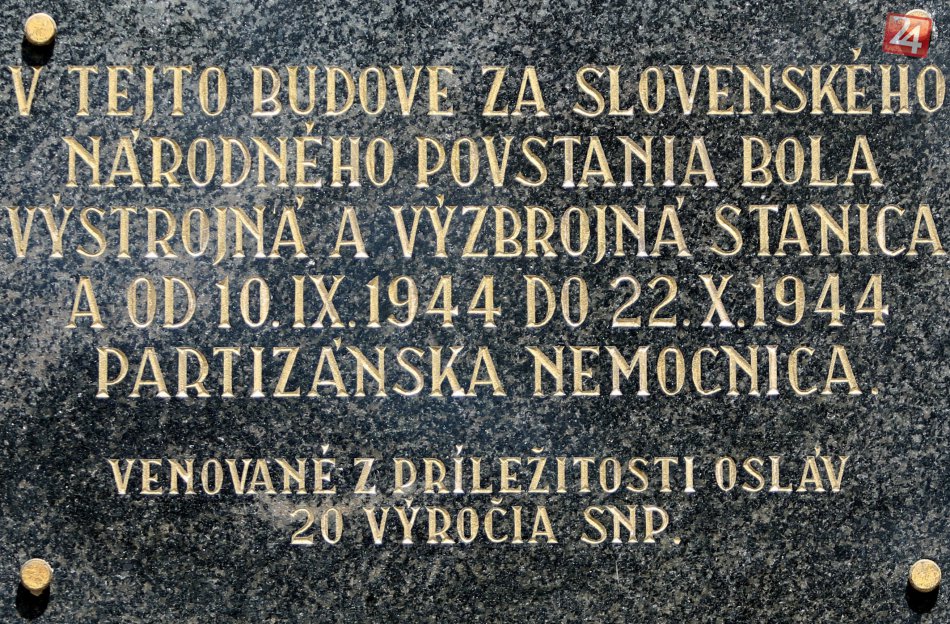 24
V TEJTO BUDOVE ZA SLOVENSKÉHO
NÁRODNÉHO POVSTANIA BOLA
VÝSTROJNÁ A VÝZBROJNÁ STANICA
A OD 10.IX.1944 DO 22.X.1944
PARTIZÁNSKA NEMOCNICA.
VENOVANÉ Z PRÍLEŽITOSTI OSLÁV
20 VÝROČIA SNP.